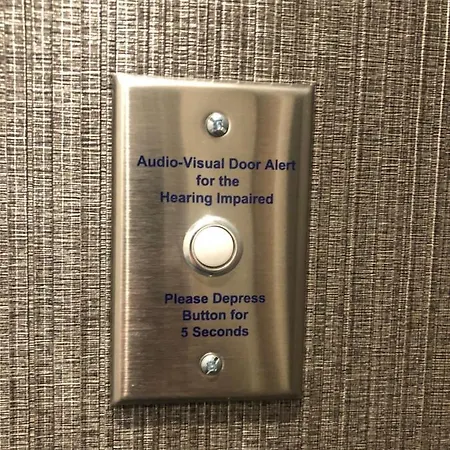 Audio-Visual Door Alert
for the
Hearing Impaired
Please Depress
Button for
5 Seconds